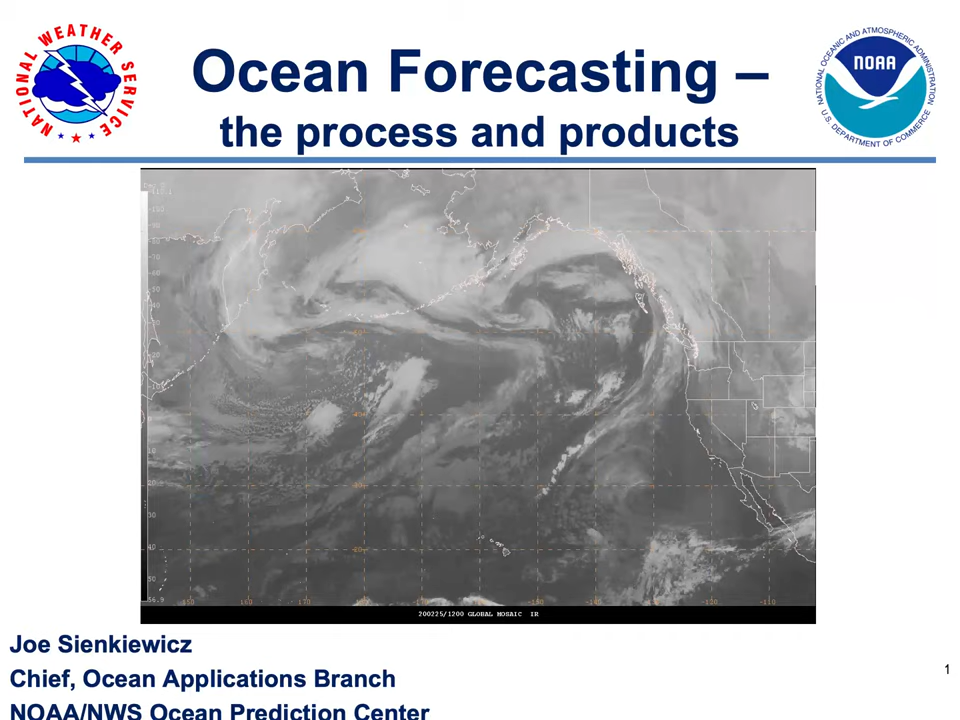 NATIONAL WEATHER SERVICE
Ocean Forecasting –
the process and products
NATIONAL OCEANIC AND ATMOSPHERIC ADMINISTRATION
NOAA
U.S. DEPARTMENT OF COMMERCE
200225/1200 GLOBAL MOSAIC IR
Joe Sienkiewicz
Chief, Ocean Applications Branch
1
NOAA/NWS Ocean Prediction Center